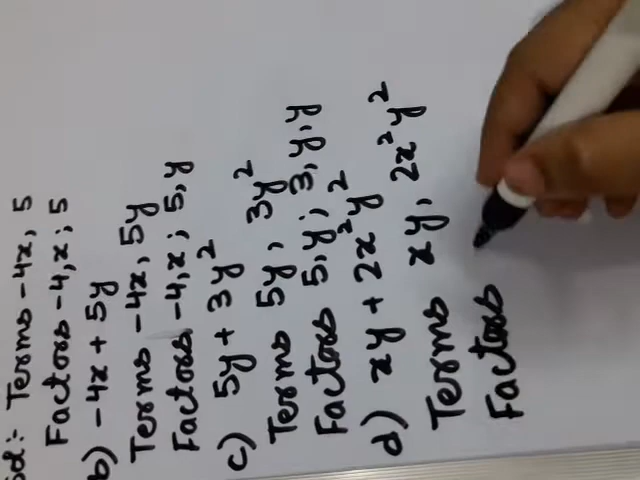 Sol:- Terms -4x, 5
Factors -4, x ; 5
b) -4x + 5y
Terms -4x, 5y
Factors -4, x ; 5, y
c) 5y + 3y²
Terms 5y, 3y²
Factors 5, y ; 3, y, y
d) xy + 2x²y²
Terms xy, 2x²y²
Factors